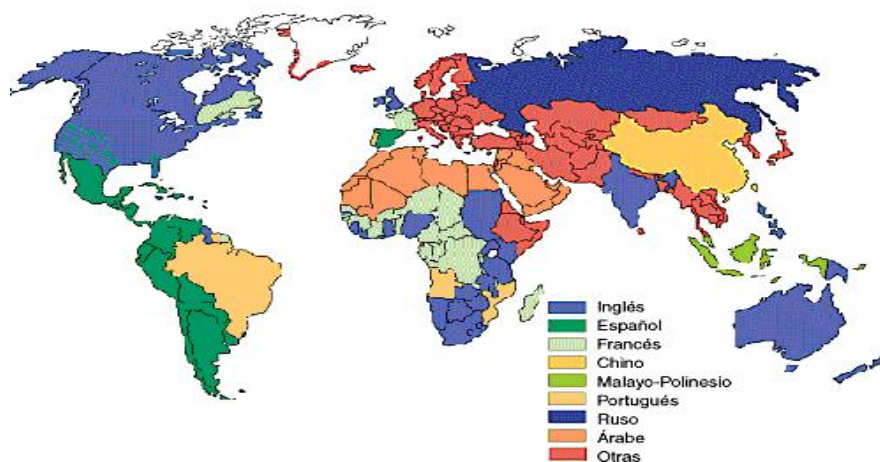 Inglés
Español
Francés
Chino
Malayo-Polinesio
Portugués
Ruso
Árabe
Otras